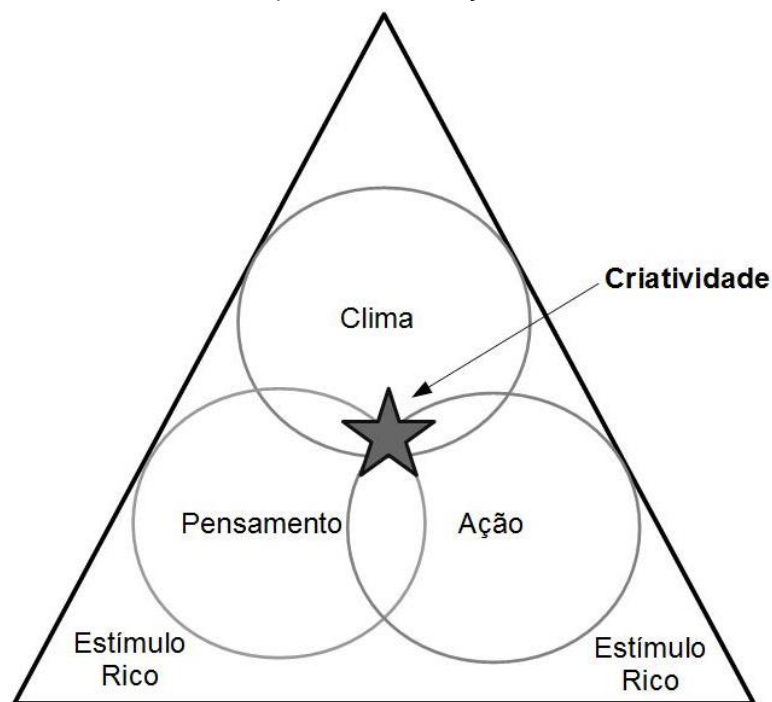 Criatividade
Clima
Pensamento
Ação
Estímulo
Rico
Estímulo
Rico